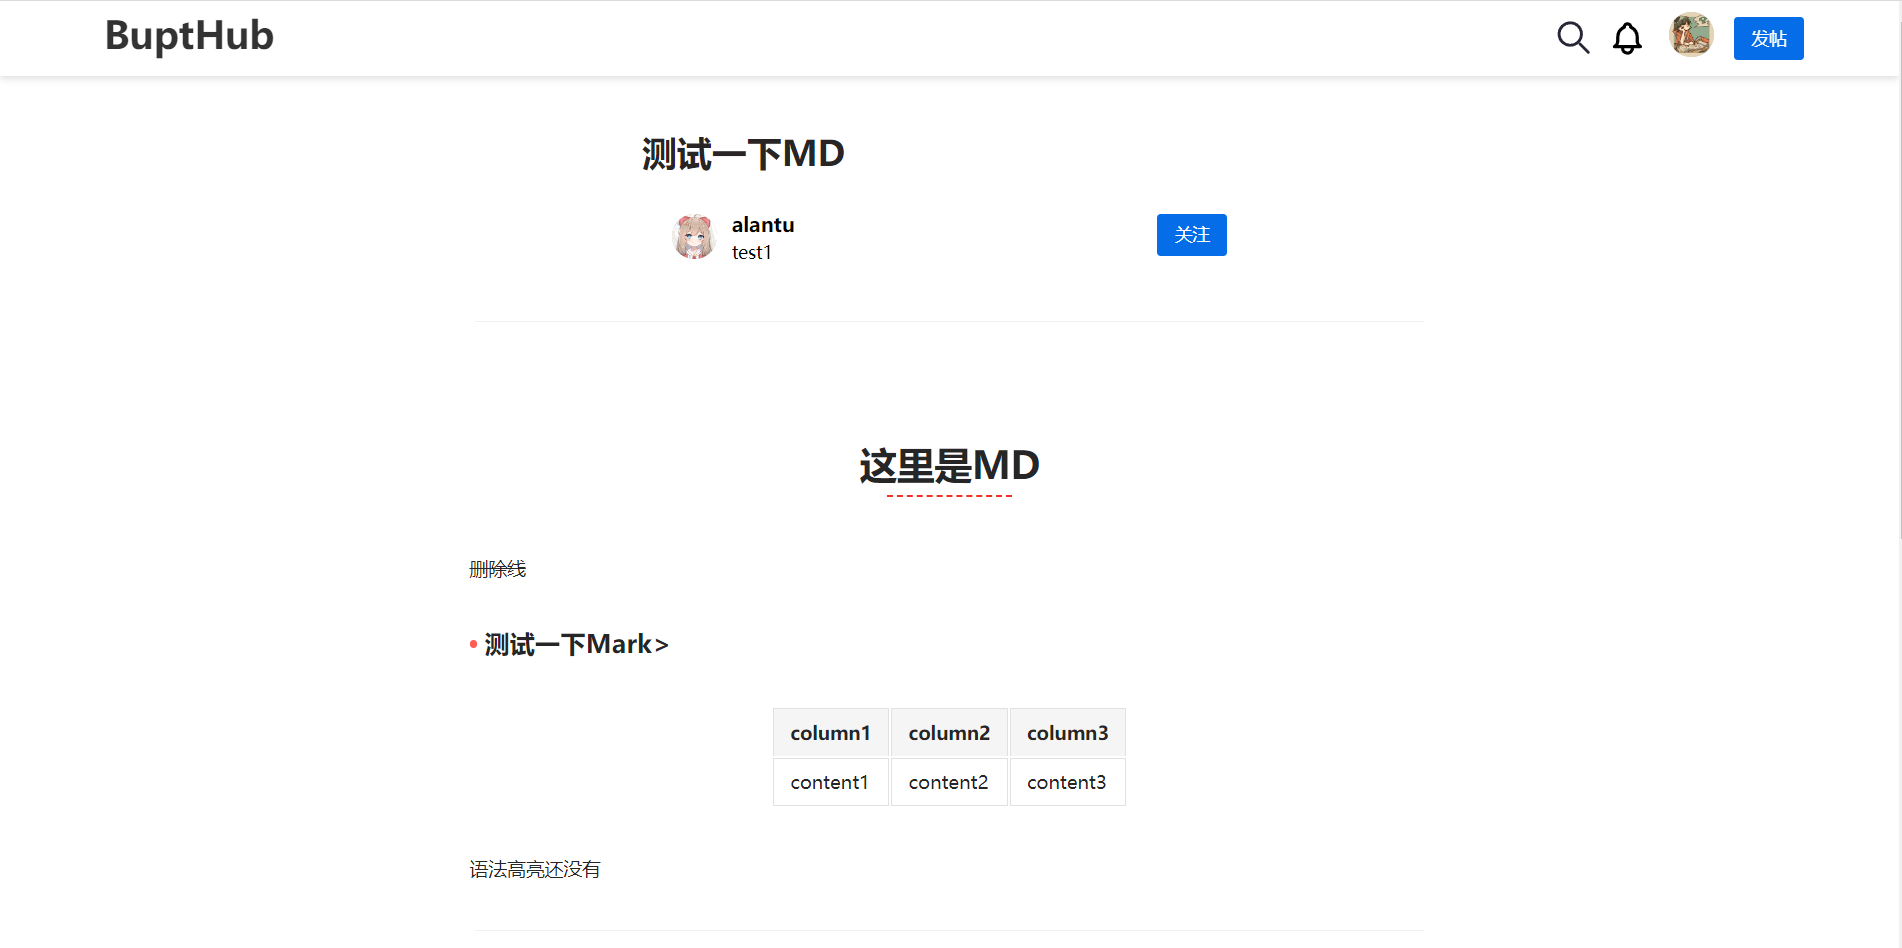 BuptHub
发帖
测试一下MD
alantu
关注
test1
这里是MD
删除线
• 测试一下Mark>
column1 column2 column3
content1 content2 content3
语法高亮还没有